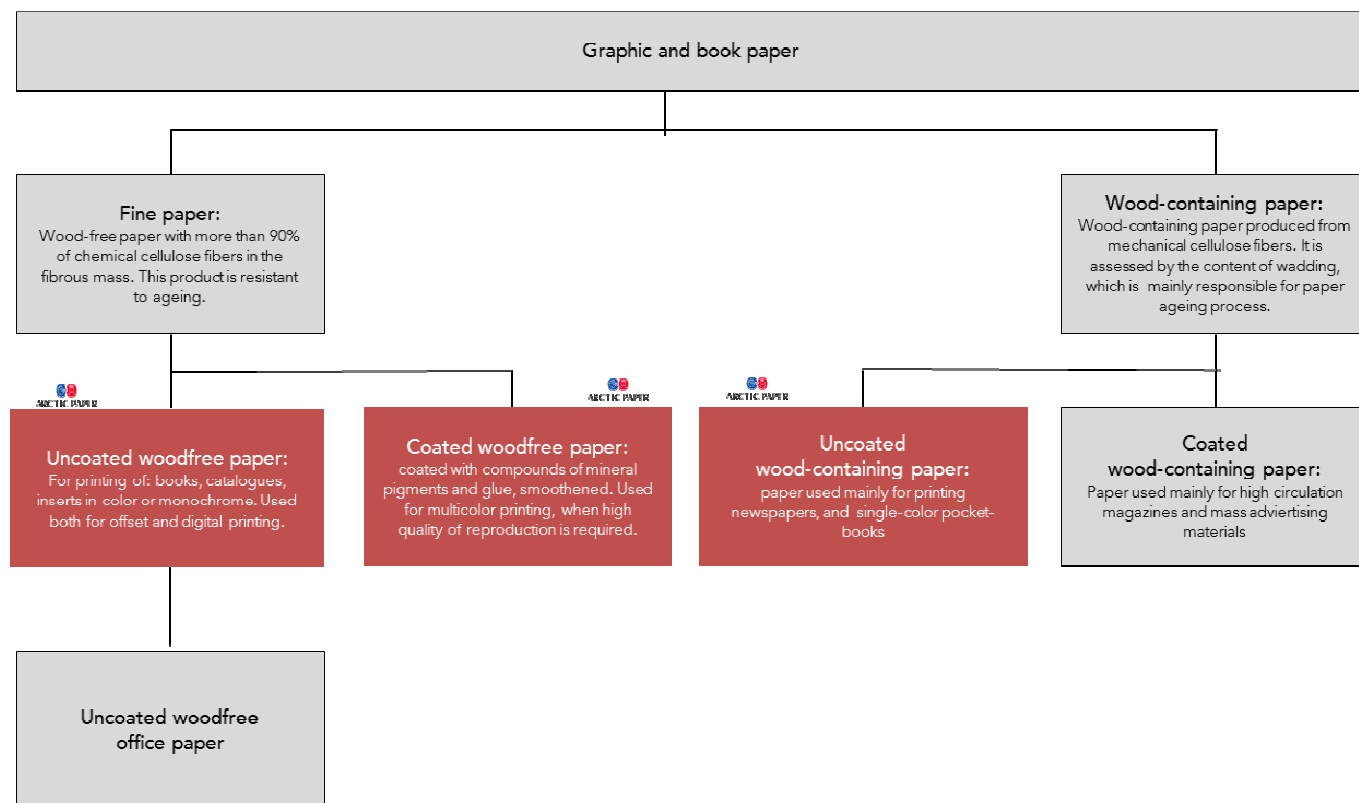 Graphic and book paper
Fine paper:
Wood-free paper with more than 90%
of chemical cellulose fibers in the
fibrous mass. This product is resistant
to ageing.
Wood-containing paper:
Wood-containing paper produced from
mechanical cellulose fibers. It is
assessed by the content of wadding,
which is mainly responsible for paper
ageing process.
ARCTIC PAPER
ARCTIC PAPER
ARCTIC PAPER
Uncoated woodfree paper:
For printing of: books, catalogues,
inserts in color or monochrome. Used
both for offset and digital printing.
Coated woodfree paper:
coated with compounds of mineral
pigments and glue, smoothened. Used
for multicolor printing, when high
quality of reproduction is required.
Uncoated
wood-containing paper:
paper used mainly for printing
newspapers, and single-color pocket-
books
Coated
wood-containing paper:
Paper used mainly for high circulation
magazines and mass adviertising
materials
Uncoated woodfree
office paper